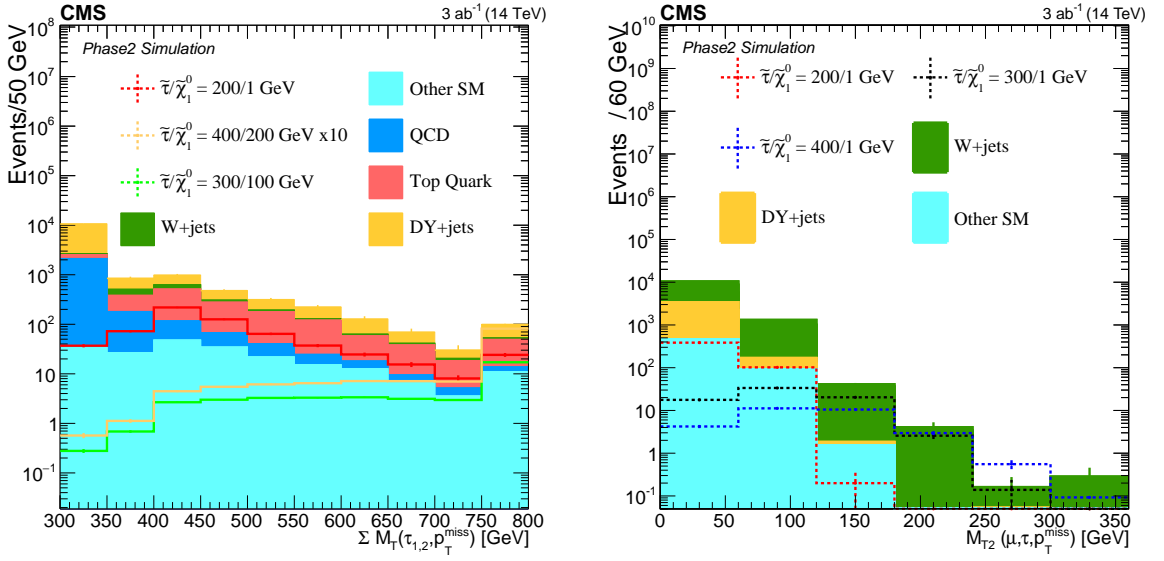 CMS
3 ab⁻¹ (14 TeV)
Phase2 Simulation
Events/50 GeV
10⁸
10⁷
10⁶
10⁵
10⁴
10³
10²
10
1
10⁻¹
τ̃/χ̃₁⁰ = 200/1 GeV
τ̃/χ̃₁⁰ = 400/200 GeV x10
τ̃/χ̃₁⁰ = 300/100 GeV
W+jets
Other SM
QCD
Top Quark
DY+jets
300 350 400 450 500 550 600 650 700 750 800
Σ M_T(τ₁,₂,p_T^miss) [GeV]
CMS
3 ab⁻¹ (14 TeV)
Phase2 Simulation
Events / 60 GeV
10¹⁰
10⁹
10⁸
10⁷
10⁶
10⁵
10⁴
10³
10²
10
1
10⁻¹
τ̃/χ̃₁⁰ = 200/1 GeV
τ̃/χ̃₁⁰ = 300/1 GeV
τ̃/χ̃₁⁰ = 400/1 GeV
W+jets
DY+jets
Other SM
0 50 100 150 200 250 300 350
M_T2 (μ,τ,p_T^miss) [GeV]